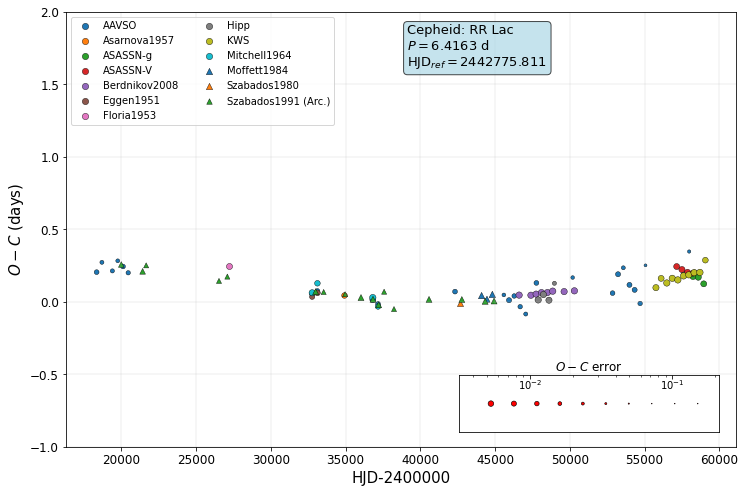 AAVSO
Asarnova1957
ASASSN-g
ASASSN-V
Berdnikov2008
Eggen1951
Floria1953
Hipp
KWS
Mitchell1964
Moffett1984
Szabados1980
Szabados1991 (Arc.)
Cepheid: RR Lac
P = 6.4163 d
HJD_ref = 2442775.811
2.0
1.5
1.0
0.5
0.0
−0.5
−1.0
O − C (days)
O − C error
10^−2
10^−1
20000 25000 30000 35000 40000 45000 50000 55000 60000
HJD-2400000